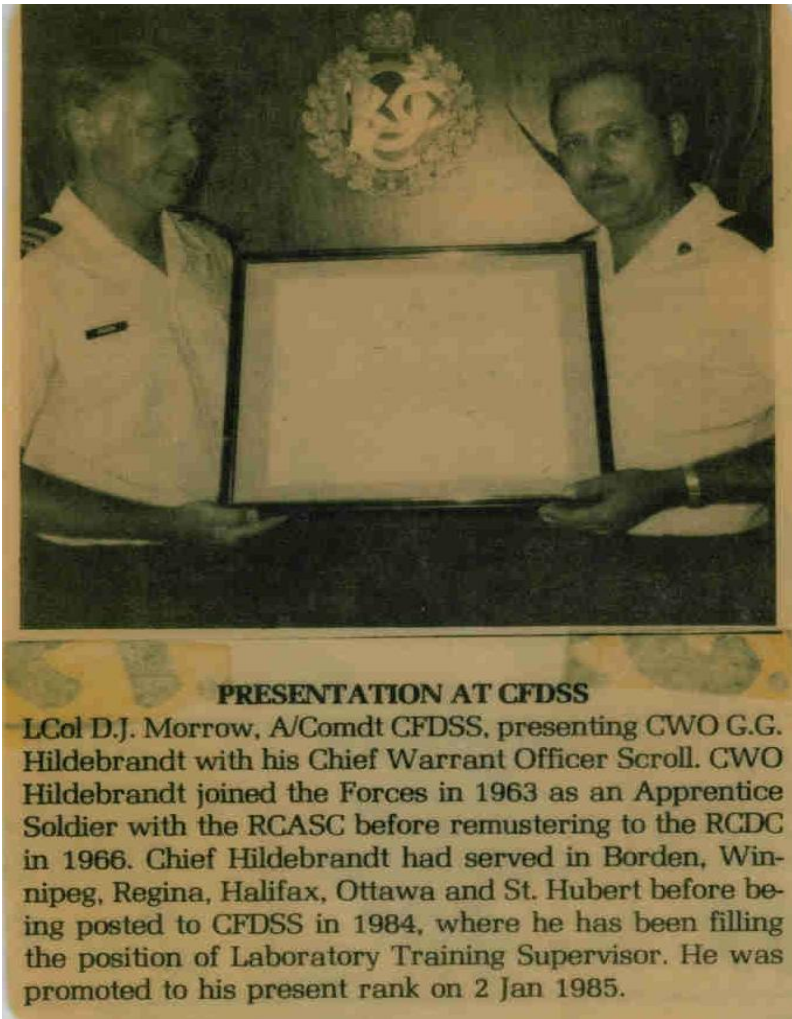 PRESENTATION AT CFDSS
LCol D.J. Morrow, A/Comdt CFDSS, presenting CWO G.G.
Hildebrandt with his Chief Warrant Officer Scroll. CWO
Hildebrandt joined the Forces in 1963 as an Apprentice
Soldier with the RCASC before remustering to the RCDC
in 1966. Chief Hildebrandt had served in Borden, Win-
nipeg, Regina, Halifax, Ottawa and St. Hubert before be-
ing posted to CFDSS in 1984, where he has been filling
the position of Laboratory Training Supervisor. He was
promoted to his present rank on 2 Jan 1985.